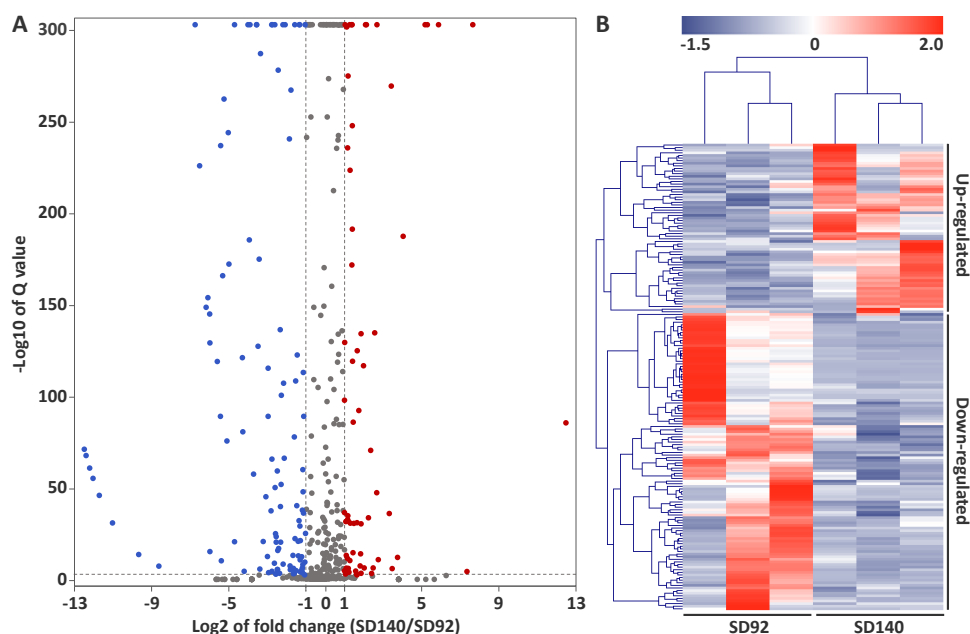 A
-Log10 of Q value
300
250
200
150
100
50
0
-13
-9
-5
-1
0
1
5
9
13
Log2 of fold change (SD140/SD92)
B
-1.5
0
2.0
Up-regulated
Down-regulated
SD92
SD140